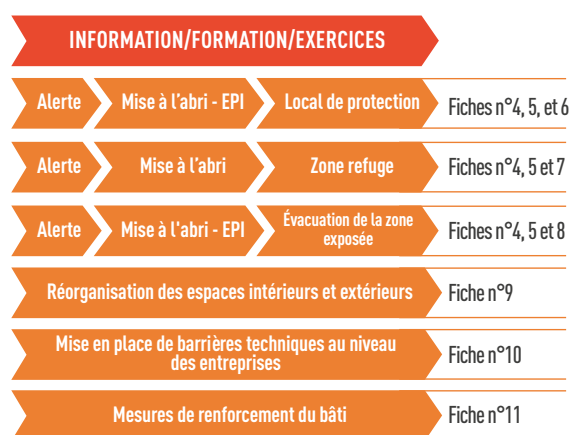 INFORMATION/FORMATION/EXERCICES
Alerte Mise à l'abri - EPI Local de protection Fiches n°4, 5, et 6
Alerte Mise à l'abri Zone refuge Fiches n°4, 5 et 7
Alerte Mise à l'abri - EPI Évacuation de la zone
exposée Fiches n°4, 5 et 8
Réorganisation des espaces intérieurs et extérieurs Fiche n°9
Mise en place de barrières techniques au niveau
des entreprises Fiche n°10
Mesures de renforcement du bâti Fiche n°11